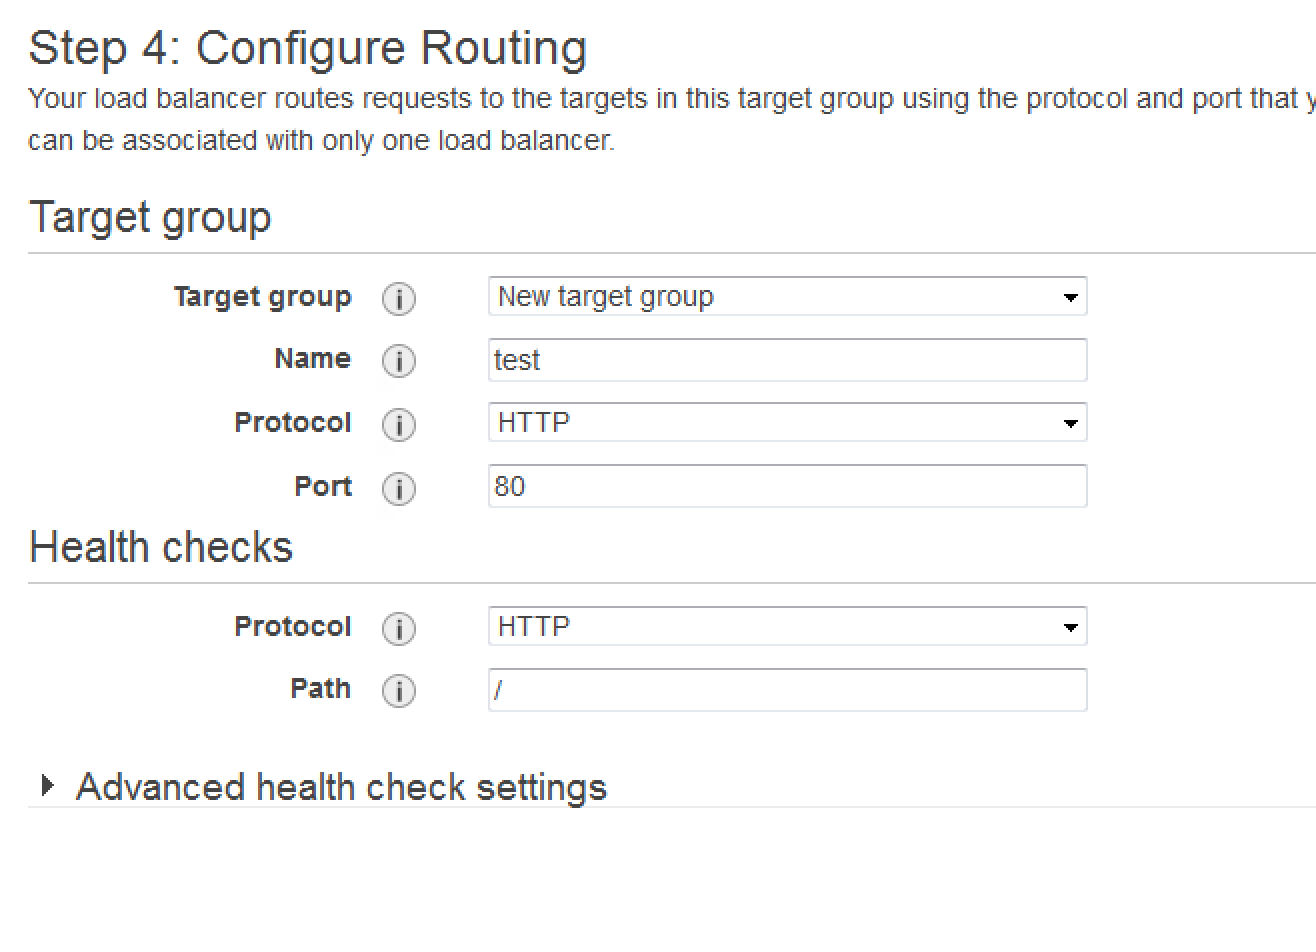 Step 4: Configure Routing
Your load balancer routes requests to the targets in this target group using the protocol and port that
can be associated with only one load balancer.
Target group
Target group i New target group
Name i test
Protocol i HTTP
Port i 80
Health checks
Protocol i HTTP
Path i /
Advanced health check settings